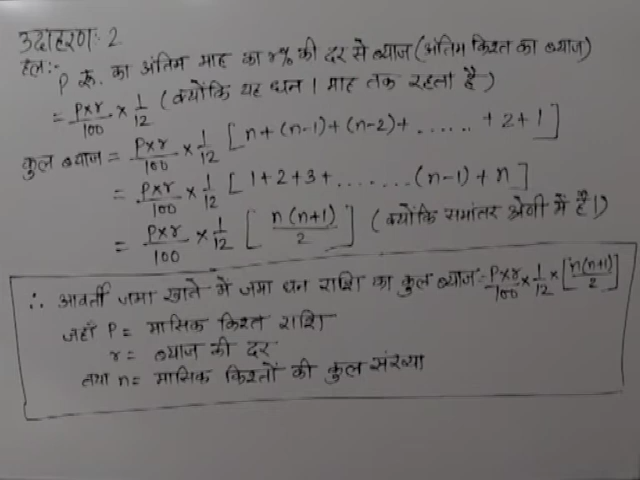 उदाहरण: 2
हल:- P रू. का अंतिम माह का r% की दर से ब्याज (अंतिम किश्त का ब्याज)
= P×r/100 × 1/12 (क्योंकि यह धन 1 माह तक रहता है)
कुल ब्याज = P×r/100 × 1/12 [n+(n-1)+(n-2)+ ...... +2+1]
= P×r/100 × 1/12 [1+2+3+.......(n-1)+n]
= P×r/100 × 1/12 [n(n+1)/2] (क्योंकि समांतर श्रेणी में है।)
∴ आवर्ती जमा खाते में जमा धन राशि का कुल ब्याज = P×r/100 × 1/12 × [n(n+1)/2]
जहाँ P = मासिक किश्त राशि
r = ब्याज की दर
तथा n = मासिक किश्तों की कुल संख्या